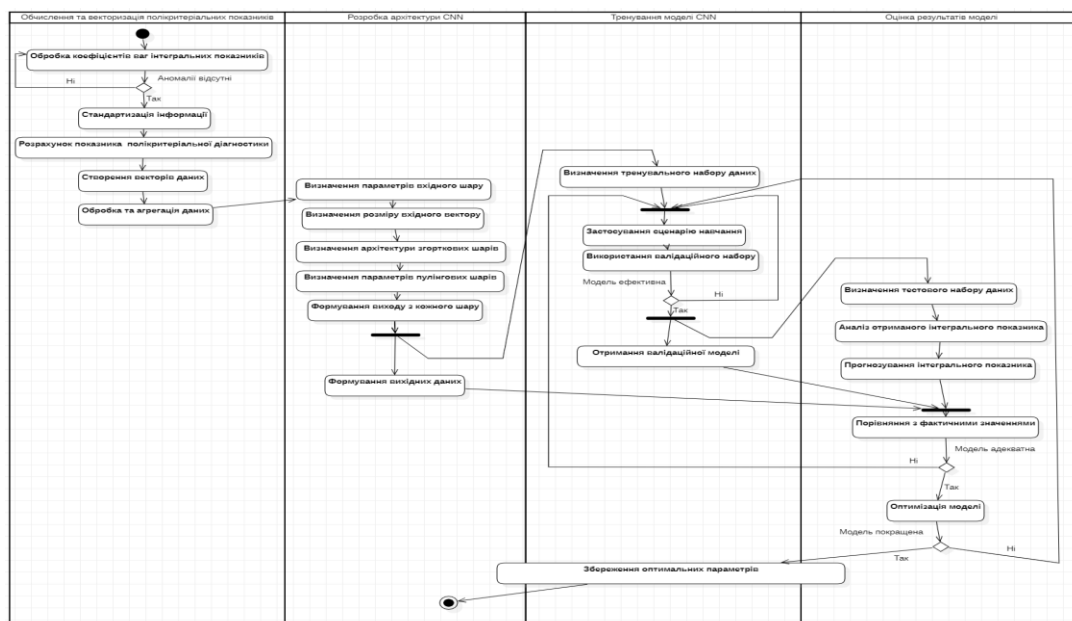 Обчислення та векторизація полікритеріальних показників
Розробка архітектури CNN
Тренування моделі CNN
Оцінка результатів моделі
Обробка коефіцієнтів ваг інтегральних показників
Аномалії відсутні
Ні
Так
Стандартизація інформації
Розрахунок показника полікритеріальної діагностики
Створення векторів даних
Обробка та агрегація даних
Визначення параметрів вхідного шару
Визначення розміру вхідного вектору
Визначення архітектури згорткових шарів
Визначення параметрів пулінгових шарів
Формування виходу з кожного шару
Формування вихідних даних
Визначення тренувального набору даних
Застосування сценарію навчання
Використання валідаційного набору
Модель ефективна
Ні
Так
Отримання валідаційної моделі
Визначення тестового набору даних
Аналіз отриманого інтегрального показника
Прогнозування інтегрального показника
Порівняння з фактичними значеннями
Модель адекватна
Ні
Так
Оптимізація моделі
Модель покращена
Ні
Так
Збереження оптимальних параметрів